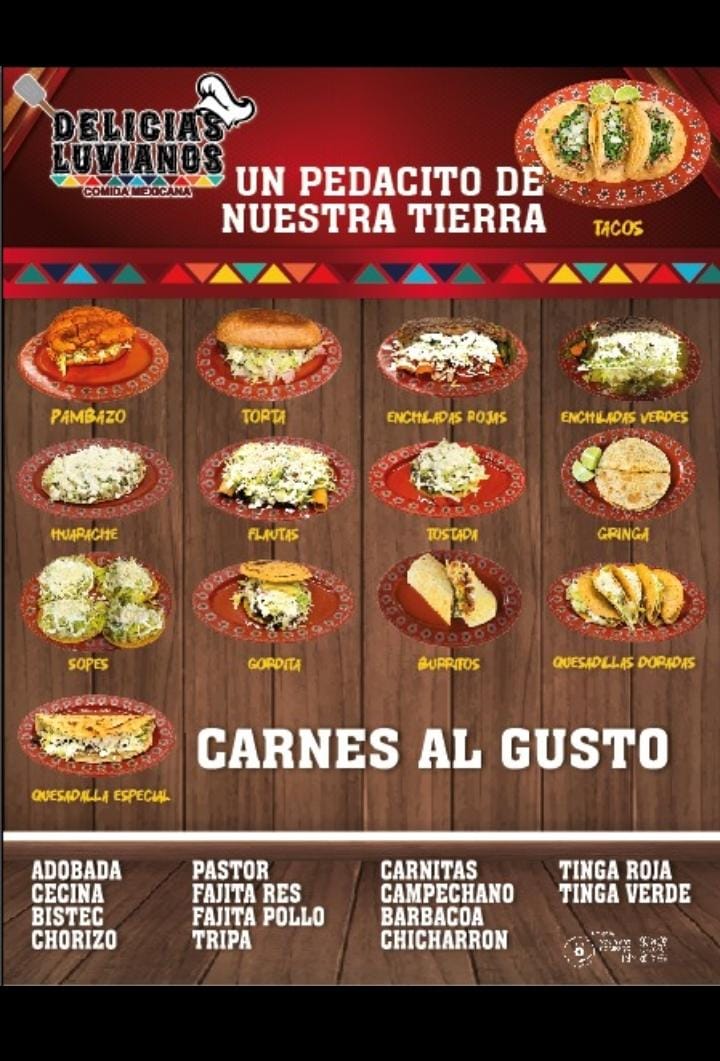 DELICIAS
LUVIANOS
COMIDA MEXICANA
UN PEDACITO DE
NUESTRA TIERRA
TACOS
PAMBAZO
TORTA
ENCHILADAS ROJAS
ENCHILADAS VERDES
HUARACHE
FLAUTAS
TOSTADA
GRINGA
SOPES
GORDITA
BURRITOS
QUESADILLAS DORADAS
QUESADALLA ESPECIAL
CARNES AL GUSTO
ADOBADA
CECINA
BISTEC
CHORIZO
PASTOR
FAJITA RES
FAJITA POLLO
TRIPA
CARNITAS
CAMPECHANO
BARBACOA
CHICHARRON
TINGA ROJA
TINGA VERDE